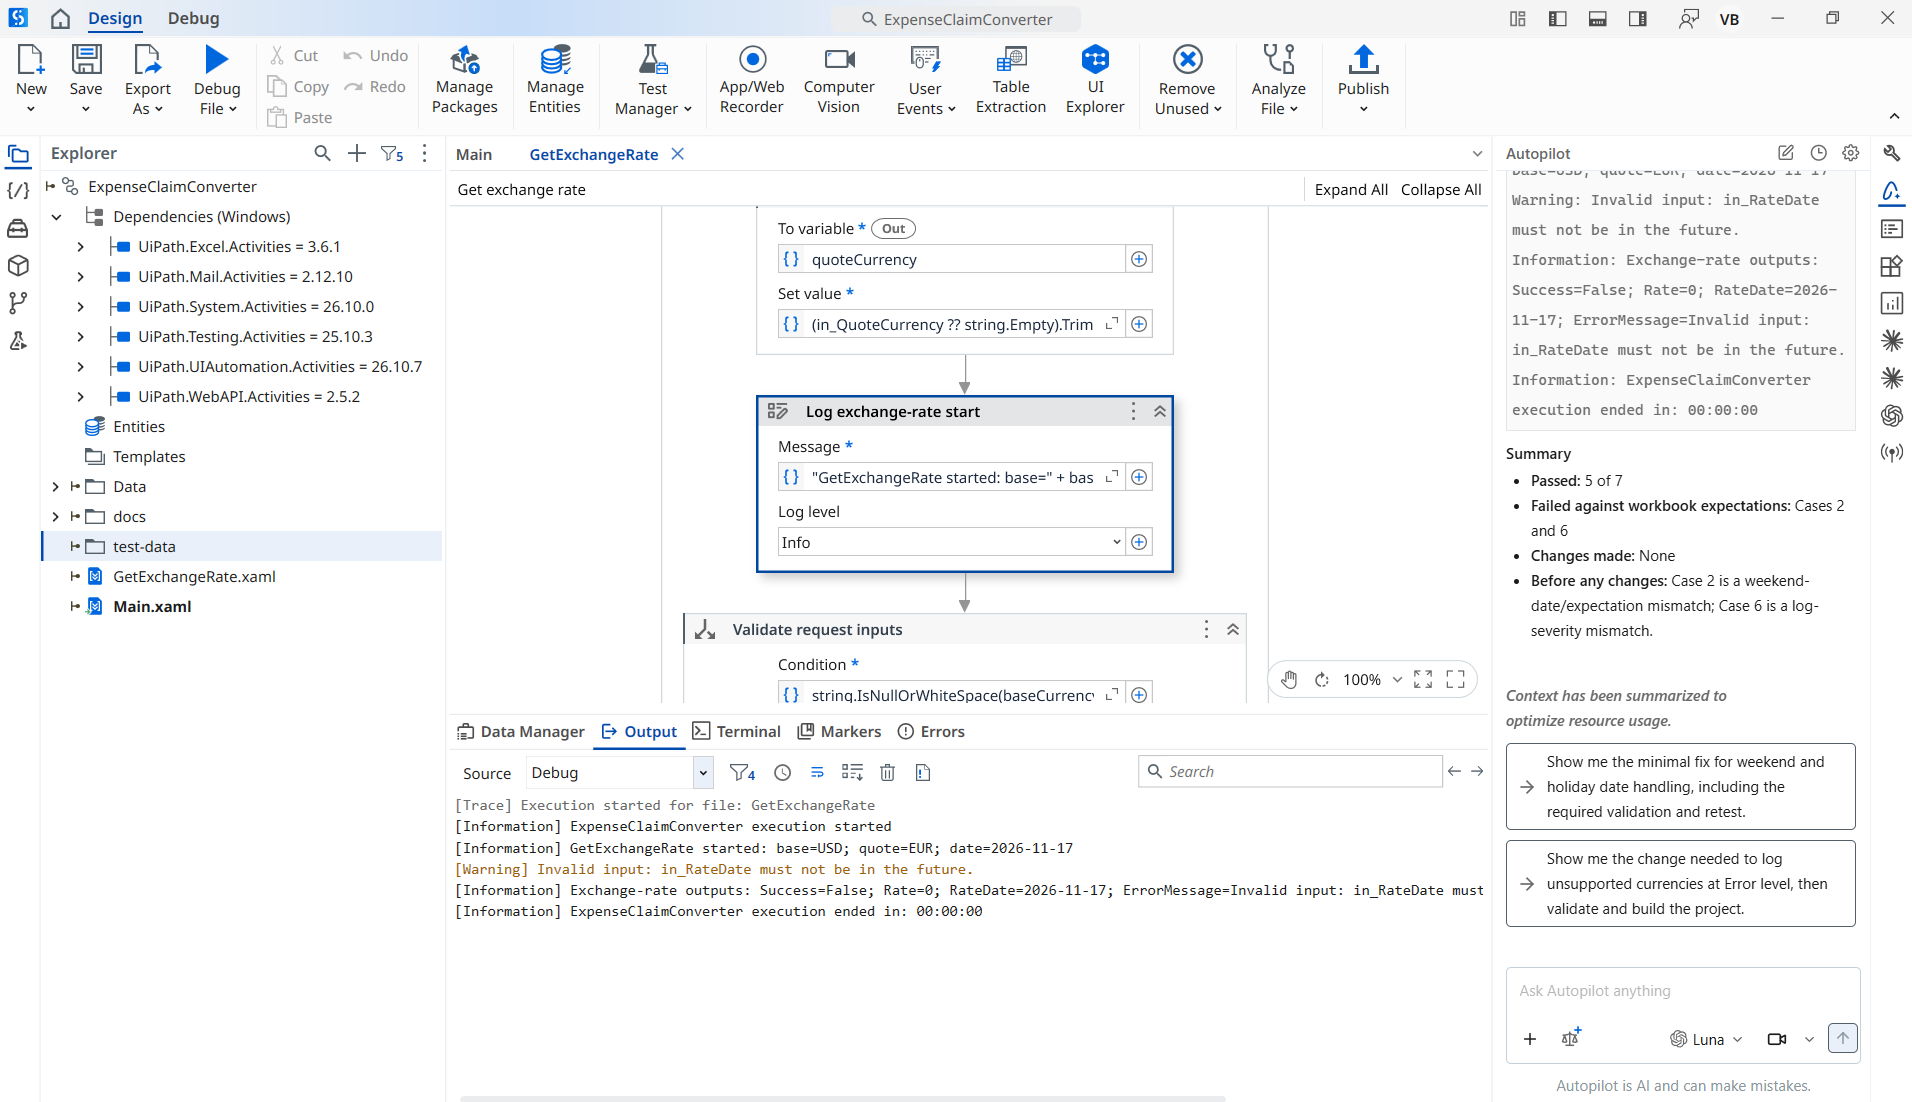 Design
Debug
ExpenseClaimConverter
VB
New
Save
Export As
Debug File
Cut
Copy
Paste
Undo
Redo
Manage Packages
Manage Entities
Test Manager
App/Web Recorder
Computer Vision
User Events
Table Extraction
UI Explorer
Remove Unused
Analyze File
Publish
Explorer
5
ExpenseClaimConverter
Dependencies (Windows)
UiPath.Excel.Activities = 3.6.1
UiPath.Mail.Activities = 2.12.10
UiPath.System.Activities = 26.10.0
UiPath.Testing.Activities = 25.10.3
UiPath.UIAutomation.Activities = 26.10.7
UiPath.WebAPI.Activities = 2.5.2
Entities
Templates
Data
docs
test-data
GetExchangeRate.xaml
Main.xaml
Main
GetExchangeRate
Get exchange rate
Expand All
Collapse All
To variable *
Out
quoteCurrency
Set value *
(in_QuoteCurrency ?? string.Empty).Trim
Log exchange-rate start
Message *
"GetExchangeRate started: base=" + bas
Log level
Info
Validate request inputs
Condition *
string.IsNullOrWhiteSpace(baseCurrency
100%
Data Manager
Output
Terminal
Markers
Errors
Source
Debug
4
Search
[Trace] Execution started for file: GetExchangeRate
[Information] ExpenseClaimConverter execution started
[Information] GetExchangeRate started: base=USD; quote=EUR; date=2026-11-17
[Warning] Invalid input: in_RateDate must not be in the future.
[Information] Exchange-rate outputs: Success=False; Rate=0; RateDate=2026-11-17; ErrorMessage=Invalid input: in_RateDate must
[Information] ExpenseClaimConverter execution ended in: 00:00:00
Autopilot
base=USD; quote=EUR; date=2026-11-17
Warning: Invalid input: in_RateDate
must not be in the future.
Information: Exchange-rate outputs:
Success=False; Rate=0; RateDate=2026-
11-17; ErrorMessage=Invalid input:
in_RateDate must not be in the future.
Information: ExpenseClaimConverter
execution ended in: 00:00:00
Summary
Passed: 5 of 7
Failed against workbook expectations: Cases 2
and 6
Changes made: None
Before any changes: Case 2 is a weekend-
date/expectation mismatch; Case 6 is a log-
severity mismatch.
Context has been summarized to
optimize resource usage.
Show me the minimal fix for weekend and
holiday date handling, including the
required validation and retest.
Show me the change needed to log
unsupported currencies at Error level, then
validate and build the project.
Ask Autopilot anything
Luna
Autopilot is AI and can make mistakes.